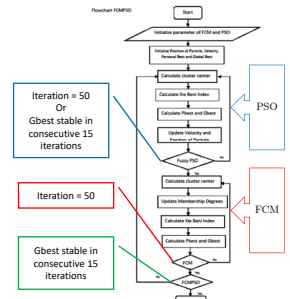 Flowchart FCMPSO
Start
Initialize parameter of FCM and PSO
Initialize Position of Particle, Velocity,
Personal Best and Global Best
Calculate cluster center
Calculate Xie Beni Index
Calculate Pbest and Gbest
Update Velocity and
Position of Particle
Fuzzy PSO
Yes
Calculate cluster center
Update Membership Degrees
Calculate Xie Beni Index
Calculate Pbest and Gbest
FCM
Yes
FCMPSO
Yes
Iteration = 50
Or
Gbest stable in
consecutive 15
iterations
Iteration = 50
Gbest stable in
consecutive 15
iterations
PSO
FCM